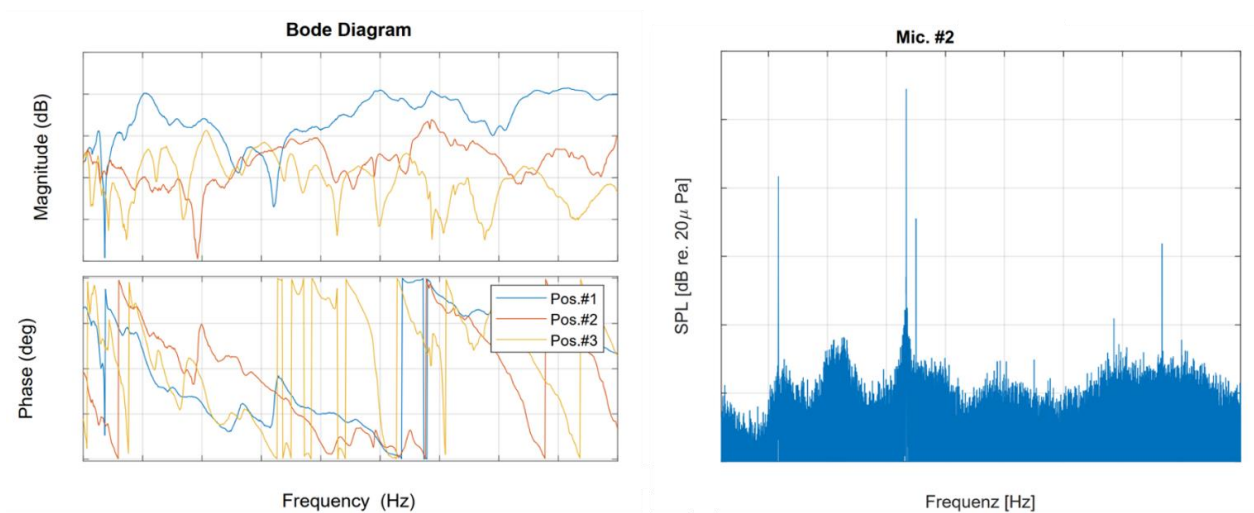 Bode Diagram
Magnitude (dB)
Phase (deg)
Pos.#1
Pos.#2
Pos.#3
Frequency (Hz)
Mic. #2
SPL [dB re. 20μ Pa]
Frequenz [Hz]